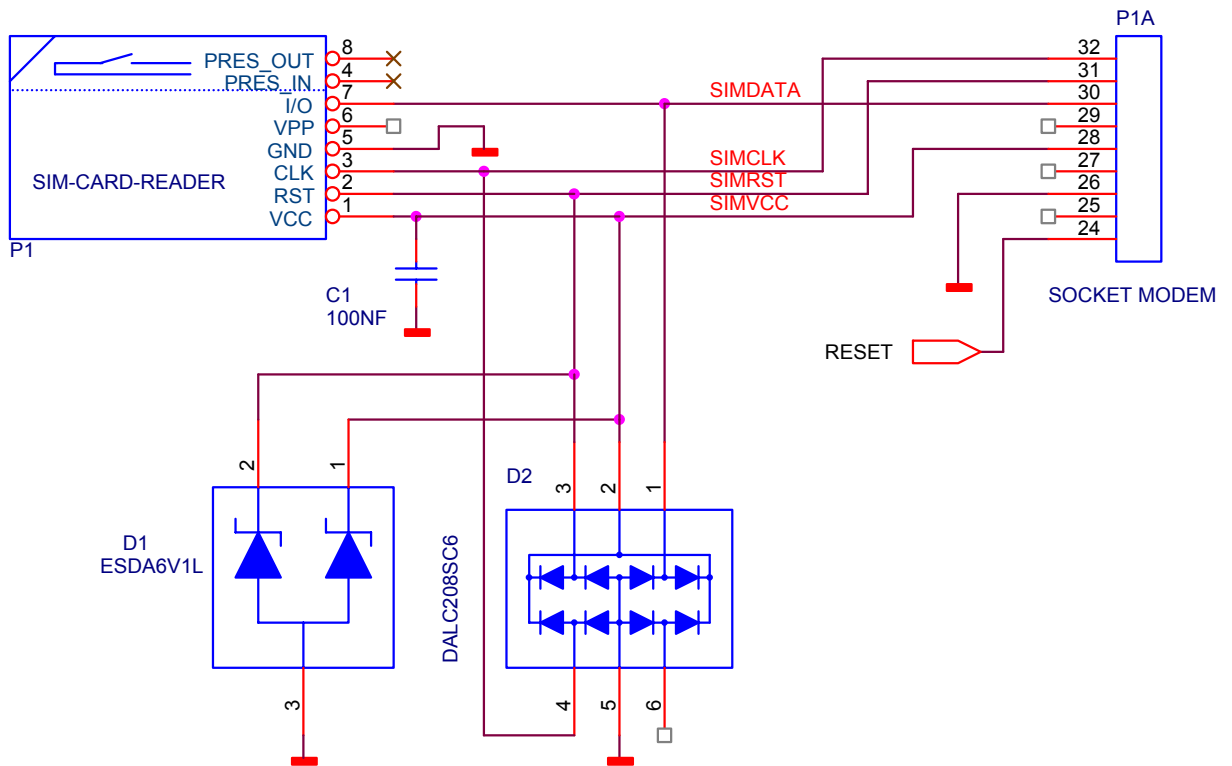 P1A
8
PRES_OUT
4
PRES_IN
7
I/O
6
VPP
5
GND
3
CLK
2
RST
1
VCC
SIM-CARD-READER
P1
SIMDATA
SIMCLK
SIMRST
SIMVCC
32
31
30
29
28
27
26
25
24
SOCKET MODEM
C1
100NF
RESET
2
1
D1
ESDA6V1L
3
D2
DALC208SC6
3
2
1
4
5
6